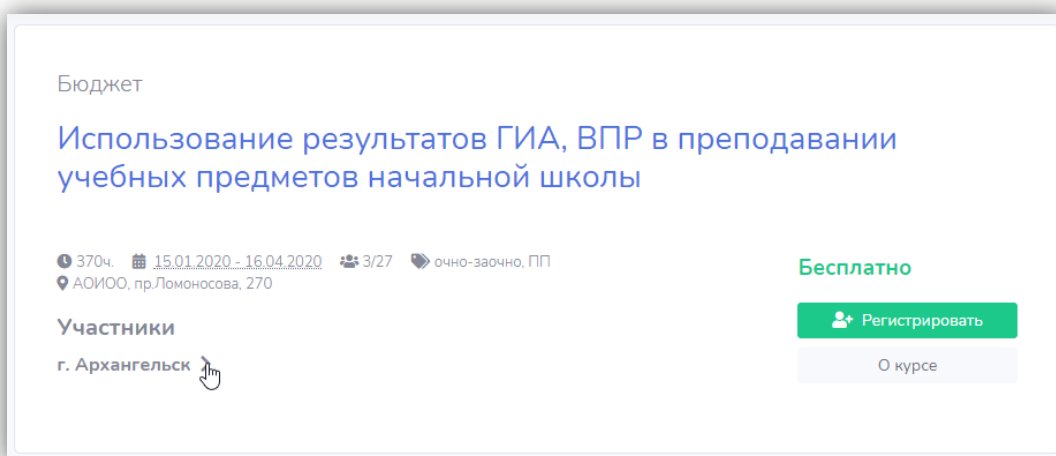 Бюджет
Использование результатов ГИА, ВПР в преподавании
учебных предметов начальной школы
370ч. 15.01.2020 - 16.04.2020 3/27 очно-заочно, ПП
АОИОО, пр.Ломоносова, 270
Бесплатно
Участники
Регистрировать
г. Архангельск
О курсе